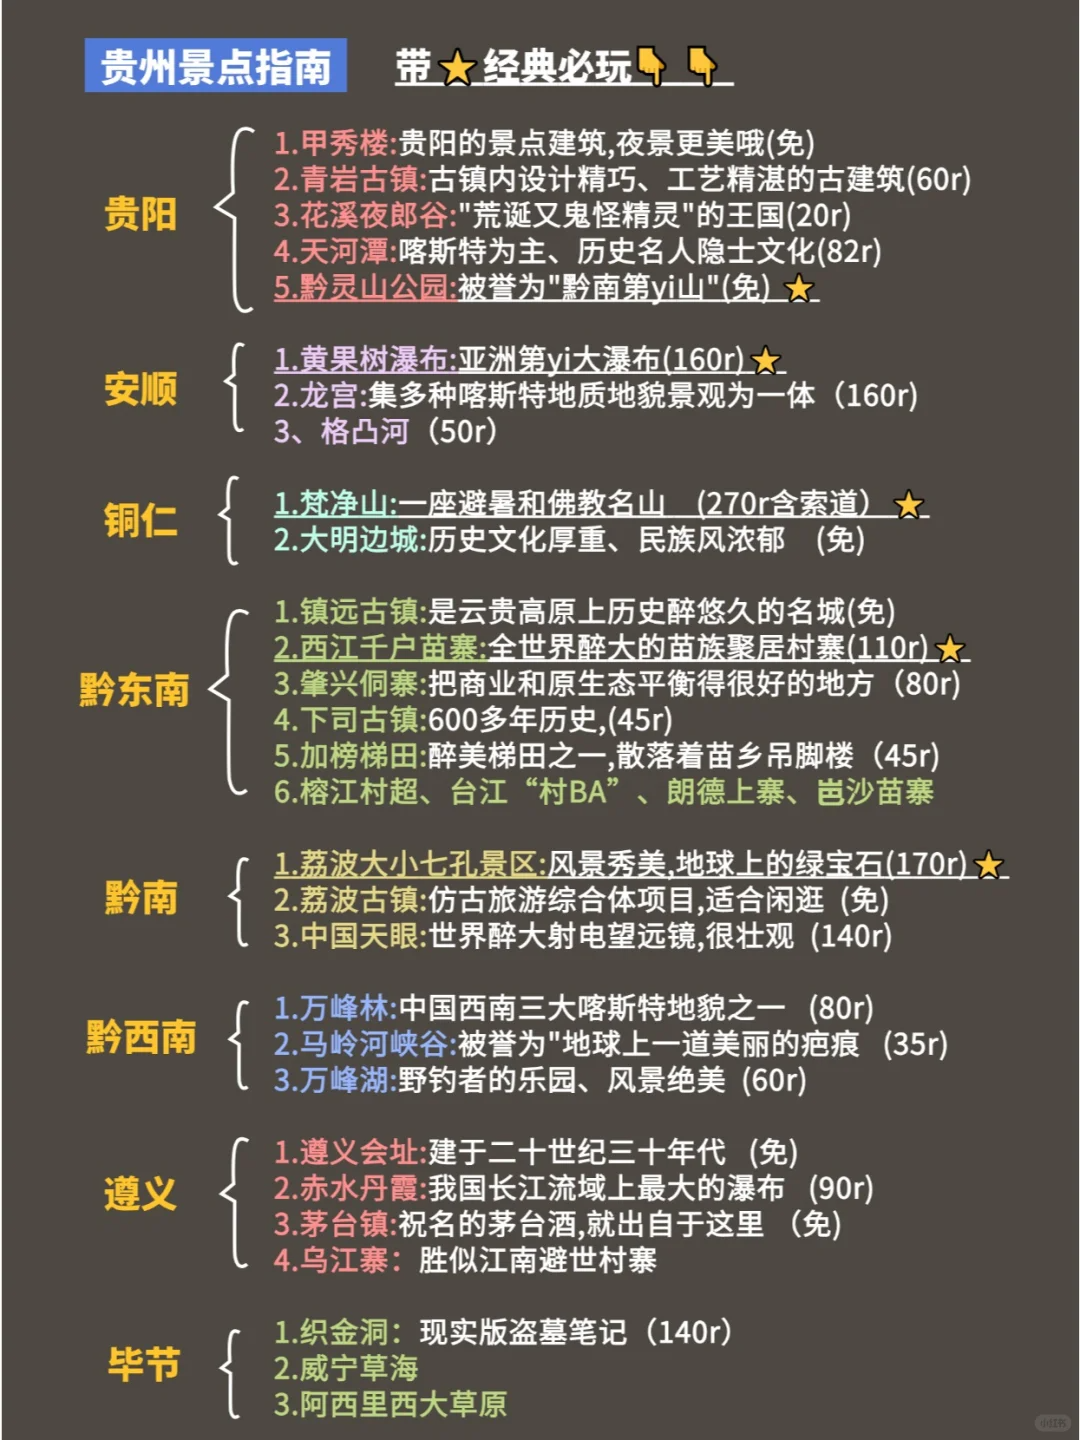 贵州景点指南 带⭐经典必玩👇👇
贵阳
1.甲秀楼:贵阳的景点建筑,夜景更美哦(免)
2.青岩古镇:古镇内设计精巧、工艺精湛的古建筑(60r)
3.花溪夜郎谷:"荒诞又鬼怪精灵"的王国(20r)
4.天河潭:喀斯特为主、历史名人隐士文化(82r)
5.黔灵山公园:被誉为"黔南第yi山"(免)⭐
安顺
1.黄果树瀑布:亚洲第yi大瀑布(160r)⭐
2.龙宫:集多种喀斯特地质地貌景观为一体（160r)
3、格凸河（50r）
铜仁
1.梵净山:一座避暑和佛教名山 (270r含索道）⭐
2.大明边城:历史文化厚重、民族风浓郁 (免)
黔东南
1.镇远古镇:是云贵高原上历史醉悠久的名城(免)
2.西江千户苗寨:全世界醉大的苗族聚居村寨(110r)⭐
3.肇兴侗寨:把商业和原生态平衡得很好的地方（80r)
4.下司古镇:600多年历史,(45r)
5.加榜梯田:醉美梯田之一,散落着苗乡吊脚楼（45r)
6.榕江村超、台江“村BA”、朗德上寨、岜沙苗寨
黔南
1.荔波大小七孔景区:风景秀美,地球上的绿宝石(170r)⭐
2.荔波古镇:仿古旅游综合体项目,适合闲逛 (免)
3.中国天眼:世界醉大射电望远镜,很壮观 (140r)
黔西南
1.万峰林:中国西南三大喀斯特地貌之一 (80r)
2.马岭河峡谷:被誉为"地球上一道美丽的疤痕 (35r)
3.万峰湖:野钓者的乐园、风景绝美 (60r)
遵义
1.遵义会址:建于二十世纪三十年代 (免)
2.赤水丹霞:我国长江流域上最大的瀑布 (90r)
3.茅台镇:祝名的茅台酒,就出自于这里 （免)
4.乌江寨：胜似江南避世村寨
毕节
1.织金洞：现实版盗墓笔记（140r）
2.威宁草海
3.阿西里西大草原
小红书